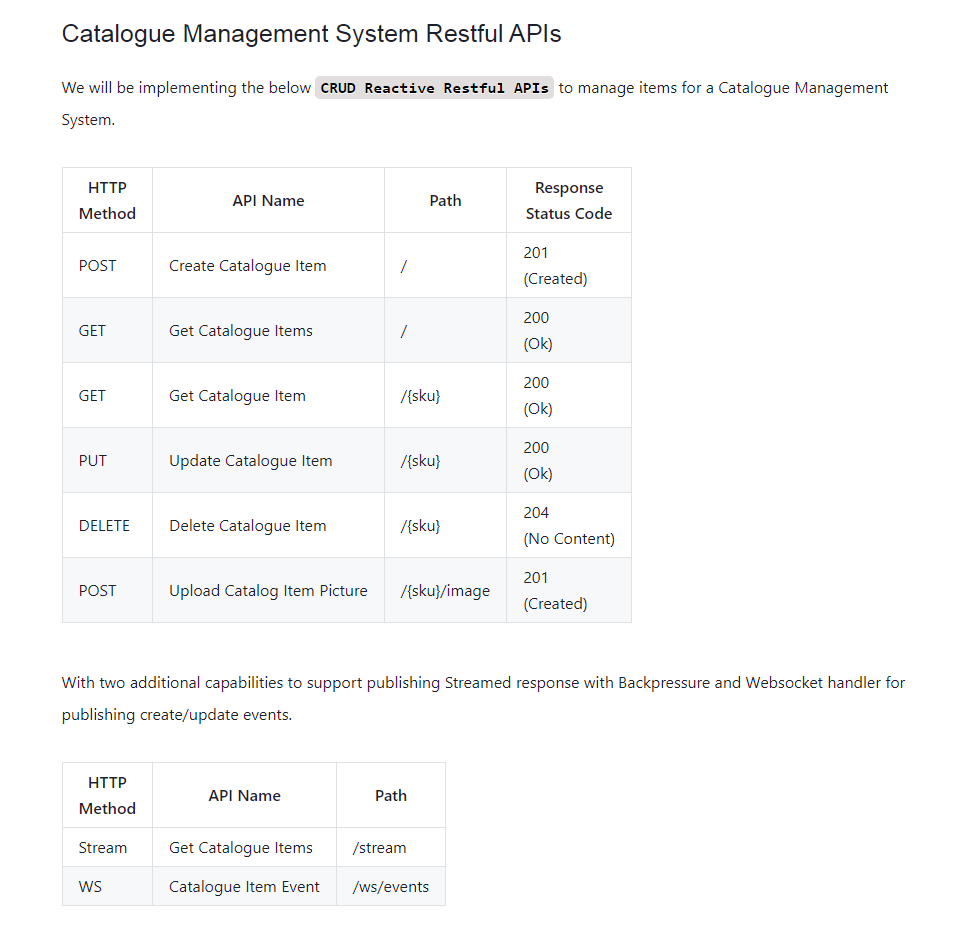 Catalogue Management System Restful APIs
We will be implementing the below CRUD Reactive Restful APIs to manage items for a Catalogue Management
System.
HTTP Method API Name Path Response Status Code
POST Create Catalogue Item / 201 (Created)
GET Get Catalogue Items / 200 (Ok)
GET Get Catalogue Item /{sku} 200 (Ok)
PUT Update Catalogue Item /{sku} 200 (Ok)
DELETE Delete Catalogue Item /{sku} 204 (No Content)
POST Upload Catalog Item Picture /{sku}/image 201 (Created)
With two additional capabilities to support publishing Streamed response with Backpressure and Websocket handler for
publishing create/update events.
HTTP Method API Name Path
Stream Get Catalogue Items /stream
WS Catalogue Item Event /ws/events